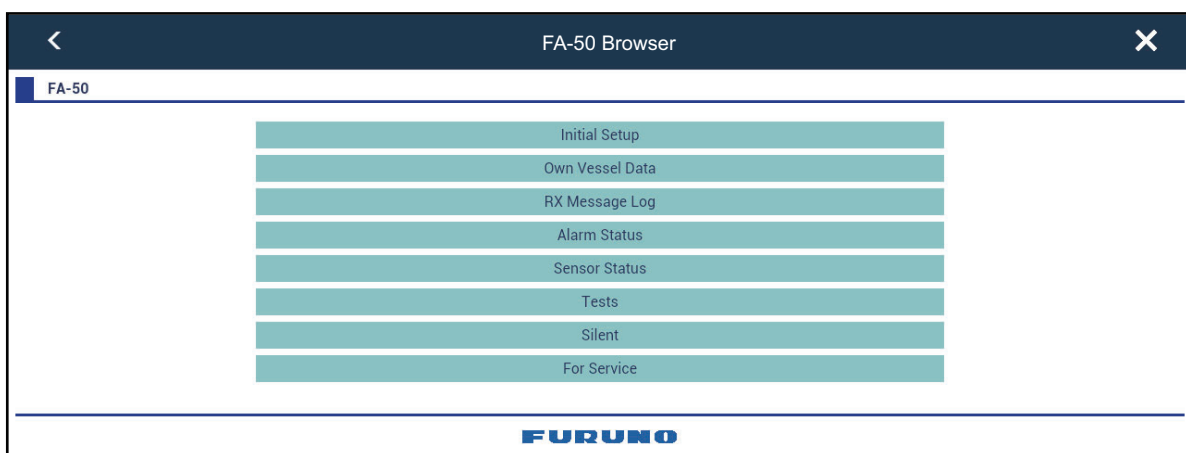 FA-50 Browser
FA-50
Initial Setup
Own Vessel Data
RX Message Log
Alarm Status
Sensor Status
Tests
Silent
For Service
FURUNO